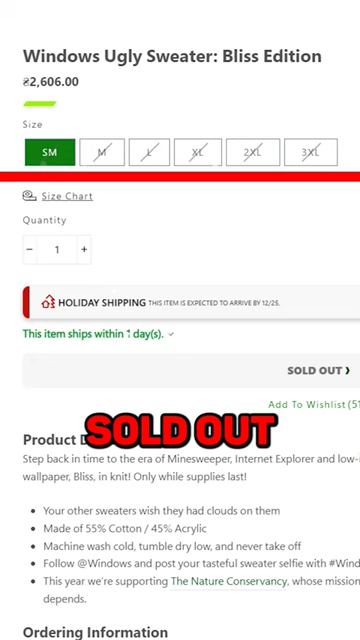 Windows Ugly Sweater: Bliss Edition
₴2,606.00
Size
SM M L XL 2XL 3XL
Size Chart
Quantity
− 1 +
HOLIDAY SHIPPING THIS ITEM IS EXPECTED TO ARRIVE BY 12/25.
This item ships within 1 day(s).
SOLD OUT
Add To Wishlist (51
SOLD OUT
Product D
Step back in time to the era of Minesweeper, Internet Explorer and low-
wallpaper, Bliss, in knit! Only while supplies last!
Your other sweaters wish they had clouds on them
Made of 55% Cotton / 45% Acrylic
Machine wash cold, tumble dry low, and never take off
Follow @Windows and post your tasteful sweater selfie with #Wind
This year we're supporting The Nature Conservancy, whose mission
depends.
Ordering Information